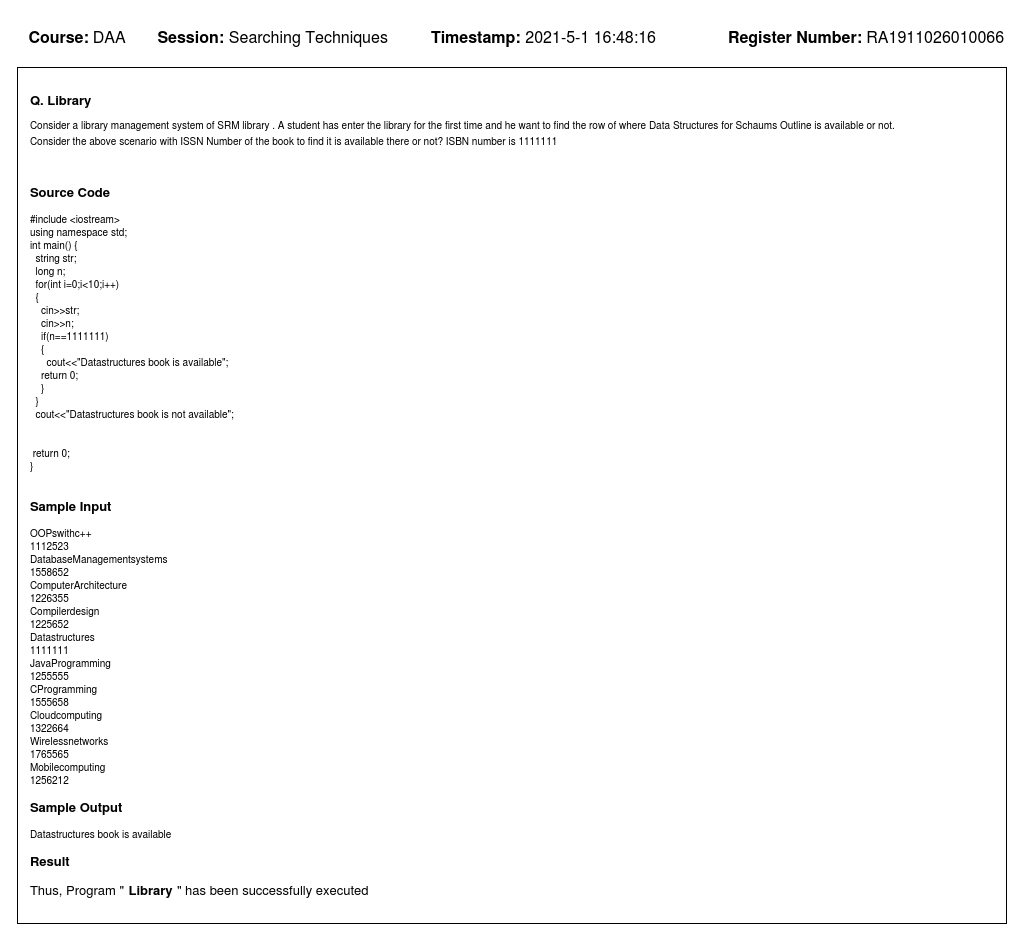 Course: DAA Session: Searching Techniques Timestamp: 2021-5-1 16:48:16 Register Number: RA1911026010066
Q. Library
Consider a library management system of SRM library . A student has enter the library for the first time and he want to find the row of where Data Structures for Schaums Outline is available or not.
Consider the above scenario with ISSN Number of the book to find it is available there or not? ISBN number is 1111111
Source Code
#include <iostream>
using namespace std;
int main() {
  string str;
  long n;
  for(int i=0;i<10;i++)
  {
    cin>>str;
    cin>>n;
    if(n==1111111)
    {
      cout<<"Datastructures book is available";
    return 0;
    }
  }
  cout<<"Datastructures book is not available";
 return 0;
}
Sample Input
OOPswithc++
1112523
DatabaseManagementsystems
1558652
ComputerArchitecture
1226355
Compilerdesign
1225652
Datastructures
1111111
JavaProgramming
1255555
CProgramming
1555658
Cloudcomputing
1322664
Wirelessnetworks
1765565
Mobilecomputing
1256212
Sample Output
Datastructures book is available
Result
Thus, Program " Library " has been successfully executed